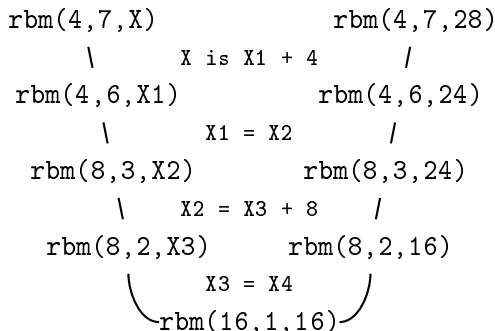 rbm(4,7,X) rbm(4,7,28)
X is X1 + 4
rbm(4,6,X1) rbm(4,6,24)
X1 = X2
rbm(8,3,X2) rbm(8,3,24)
X2 = X3 + 8
rbm(8,2,X3) rbm(8,2,16)
X3 = X4
rbm(16,1,16)